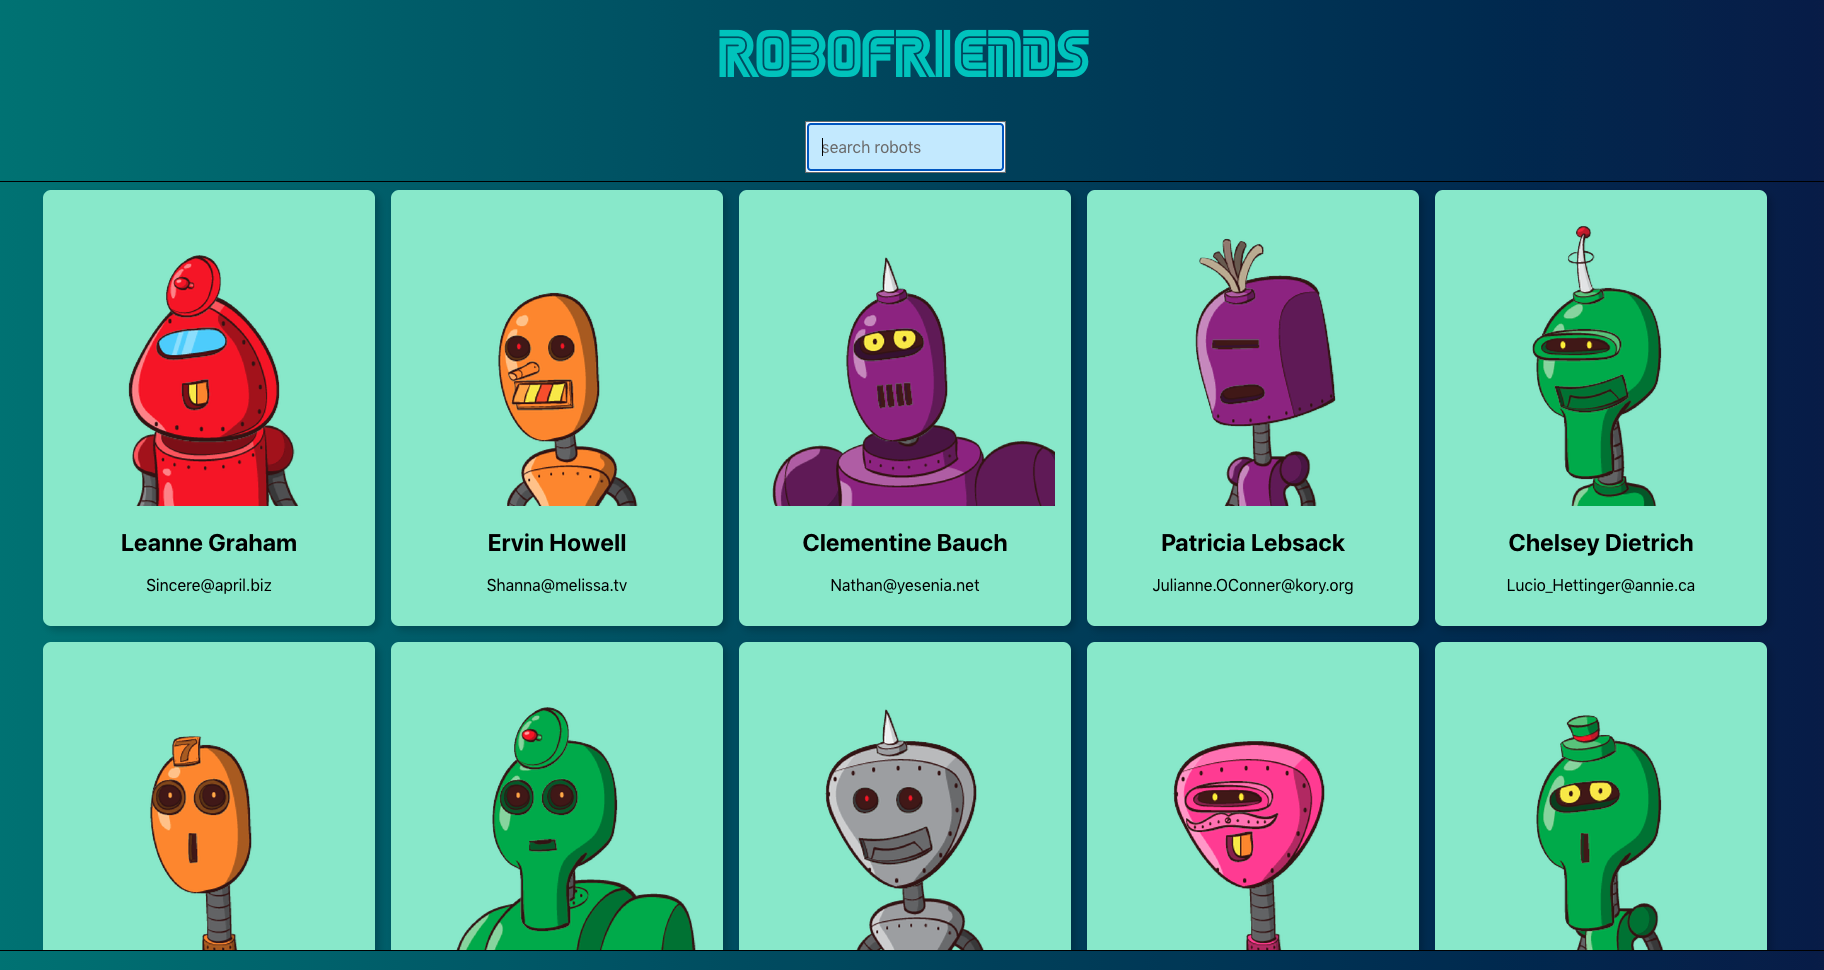 ROBOFRIENDS
search robots
Leanne Graham
Sincere@april.biz
Ervin Howell
Shanna@melissa.tv
Clementine Bauch
Nathan@yesenia.net
Patricia Lebsack
Julianne.OConner@kory.org
Chelsey Dietrich
Lucio_Hettinger@annie.ca
7